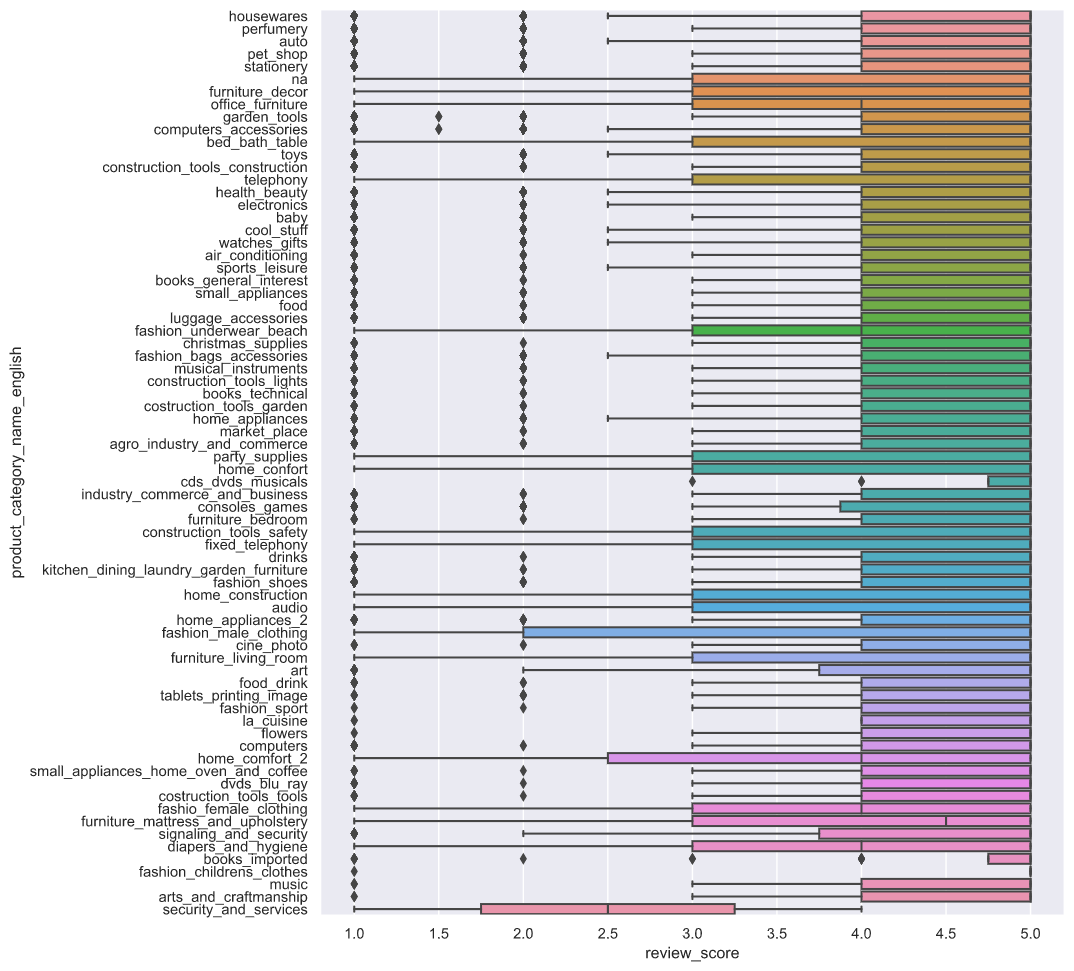 housewares
perfumery
auto
pet_shop
stationery
na
furniture_decor
office_furniture
garden_tools
computers_accessories
bed_bath_table
toys
construction_tools_construction
telephony
health_beauty
electronics
baby
cool_stuff
watches_gifts
air_conditioning
sports_leisure
books_general_interest
small_appliances
food
luggage_accessories
fashion_underwear_beach
christmas_supplies
fashion_bags_accessories
musical_instruments
construction_tools_lights
books_technical
costruction_tools_garden
home_appliances
market_place
agro_industry_and_commerce
party_supplies
home_confort
cds_dvds_musicals
industry_commerce_and_business
consoles_games
furniture_bedroom
construction_tools_safety
fixed_telephony
drinks
kitchen_dining_laundry_garden_furniture
fashion_shoes
home_construction
audio
home_appliances_2
fashion_male_clothing
cine_photo
furniture_living_room
art
food_drink
tablets_printing_image
fashion_sport
la_cuisine
flowers
computers
home_comfort_2
small_appliances_home_oven_and_coffee
dvds_blu_ray
costruction_tools_tools
fashio_female_clothing
furniture_mattress_and_upholstery
signaling_and_security
diapers_and_hygiene
books_imported
fashion_childrens_clothes
music
arts_and_craftmanship
security_and_services
product_category_name_english
1.0 1.5 2.0 2.5 3.0 3.5 4.0 4.5 5.0
review_score